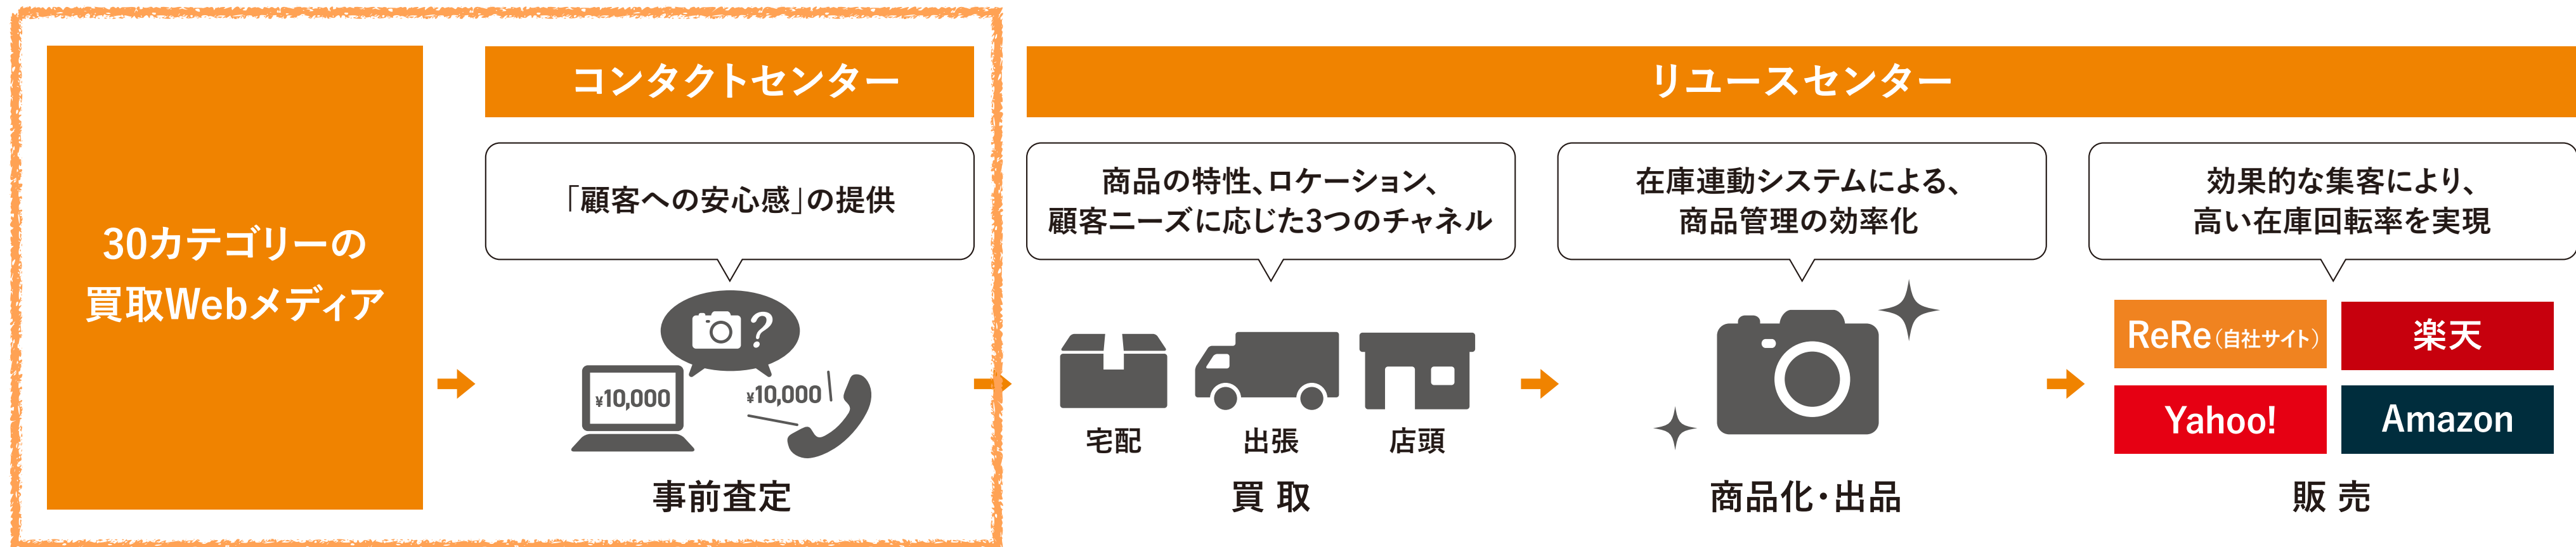 30カテゴリーの
買取Webメディア
コンタクトセンター
「顧客への安心感」の提供
?
¥10,000
¥10,000
事前査定
リユースセンター
商品の特性、ロケーション、
顧客ニーズに応じた3つのチャネル
宅配
出張
店頭
買 取
在庫連動システムによる、
商品管理の効率化
商品化・出品
効果的な集客により、
高い在庫回転率を実現
ReRe(自社サイト)
楽天
Yahoo!
Amazon
販 売